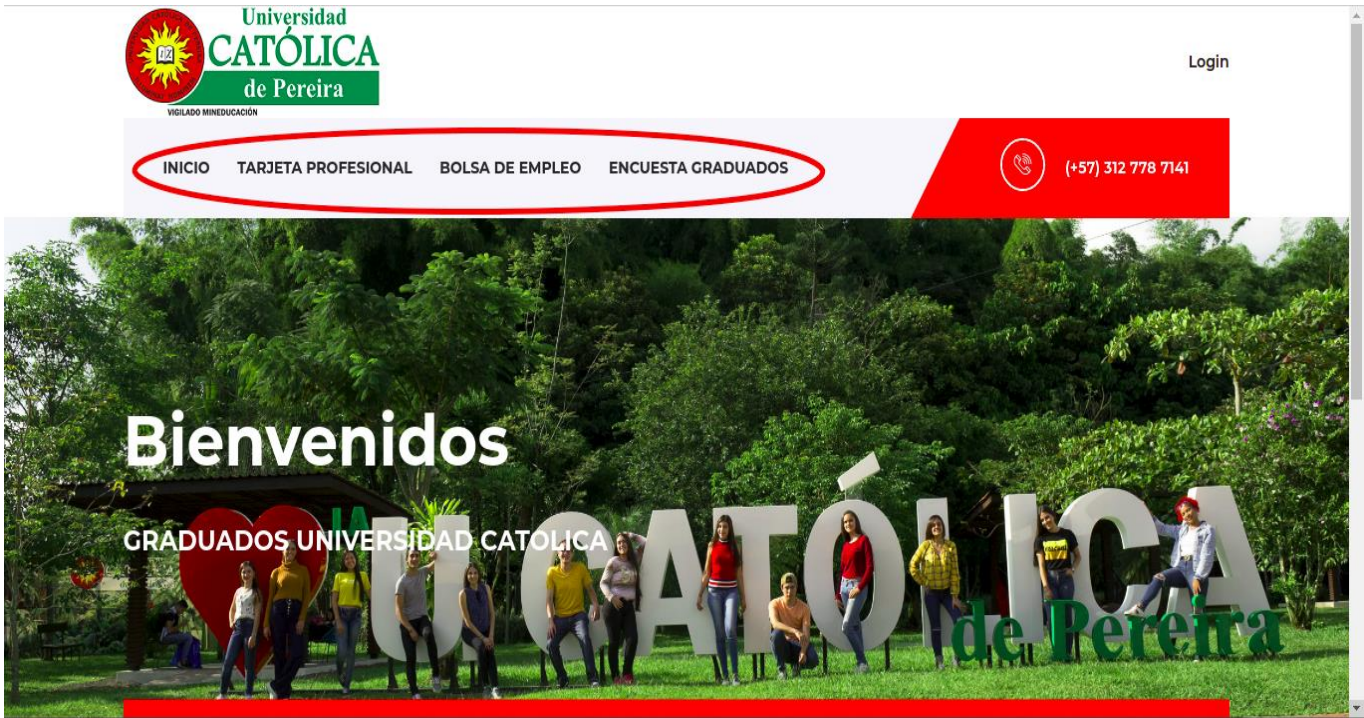 Universidad
CATÓLICA
de Pereira
VIGILADO MINEDUCACIÓN
Login
INICIO TARJETA PROFESIONAL BOLSA DE EMPLEO ENCUESTA GRADUADOS
(+57) 312 778 7141
Bienvenidos
GRADUADOS UNIVERSIDAD CATOLICA
LA
U CATÓLICA
de Pereira